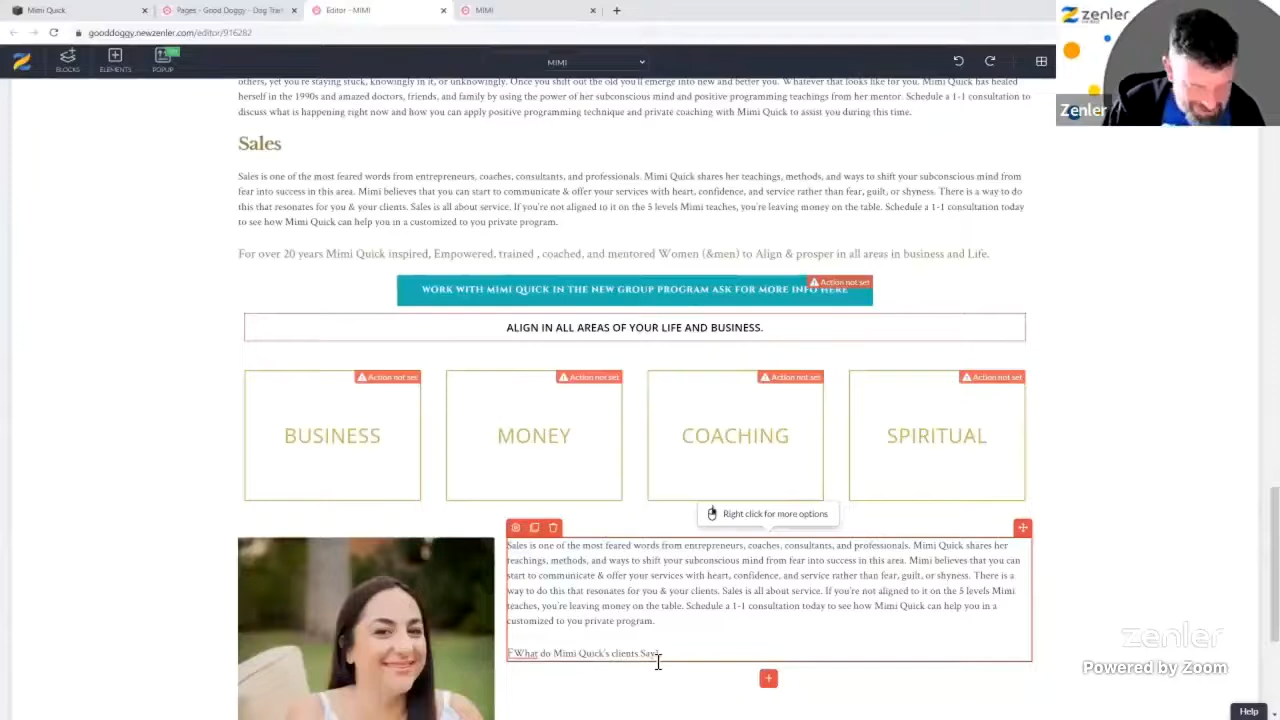 Mimi Quick
Pages - Good Doggy - Dog Trai
Editor - MIMI
MIMI
gooddoggy.newzenler.com/editor/916282
BLOCKS
ELEMENTS
POPUP
MIMI
zenler
Zenler
others, yet you're staying stuck, knowingly in it, or unknowingly. Once you shift out the old you'll emerge into new and better you. Whatever that looks like for you. Mimi Quick has healed
herself in the 1990s and amazed doctors, friends, and family by using the power of her subconscious mind and positive programming teachings from her mentor. Schedule a 1-1 consultation to
discuss what is happening right now and how you can apply positive programming technique and private coaching with Mimi Quick to assist you during this time.
Sales
Sales is one of the most feared words from entrepreneurs, coaches, consultants, and professionals. Mimi Quick shares her teachings, methods, and ways to shift your subconscious mind from
fear into success in this area. Mimi believes that you can start to communicate & offer your services with heart, confidence, and service rather than fear, guilt, or shyness. There is a way to do
this that resonates for you & your clients. Sales is all about service. If you're not aligned to it on the 5 levels Mimi teaches, you're leaving money on the table. Schedule a 1-1 consultation today
to see how Mimi Quick can help you in a customized to you private program.
For over 20 years Mimi Quick inspired, Empowered, trained , coached, and mentored Women (&men) to Align & prosper in all areas in business and Life.
Action not set
WORK WITH MIMI QUICK IN THE NEW GROUP PROGRAM ASK FOR MORE INFO HERE
ALIGN IN ALL AREAS OF YOUR LIFE AND BUSINESS.
Action not set
Action not set
Action not set
Action not set
BUSINESS
MONEY
COACHING
SPIRITUAL
Right click for more options
Sales is one of the most feared words from entrepreneurs, coaches, consultants, and professionals. Mimi Quick shares her
teachings, methods, and ways to shift your subconscious mind from fear into success in this area. Mimi believes that you can
start to communicate & offer your services with heart, confidence, and service rather than fear, guilt, or shyness. There is a
way to do this that resonates for you & your clients. Sales is all about service. If you're not aligned to it on the 5 levels Mimi
teaches, you're leaving money on the table. Schedule a 1-1 consultation today to see how Mimi Quick can help you in a
customized to you private program.
FWhat do Mimi Quick's clients Say
zenler
Powered by Zoom
Help